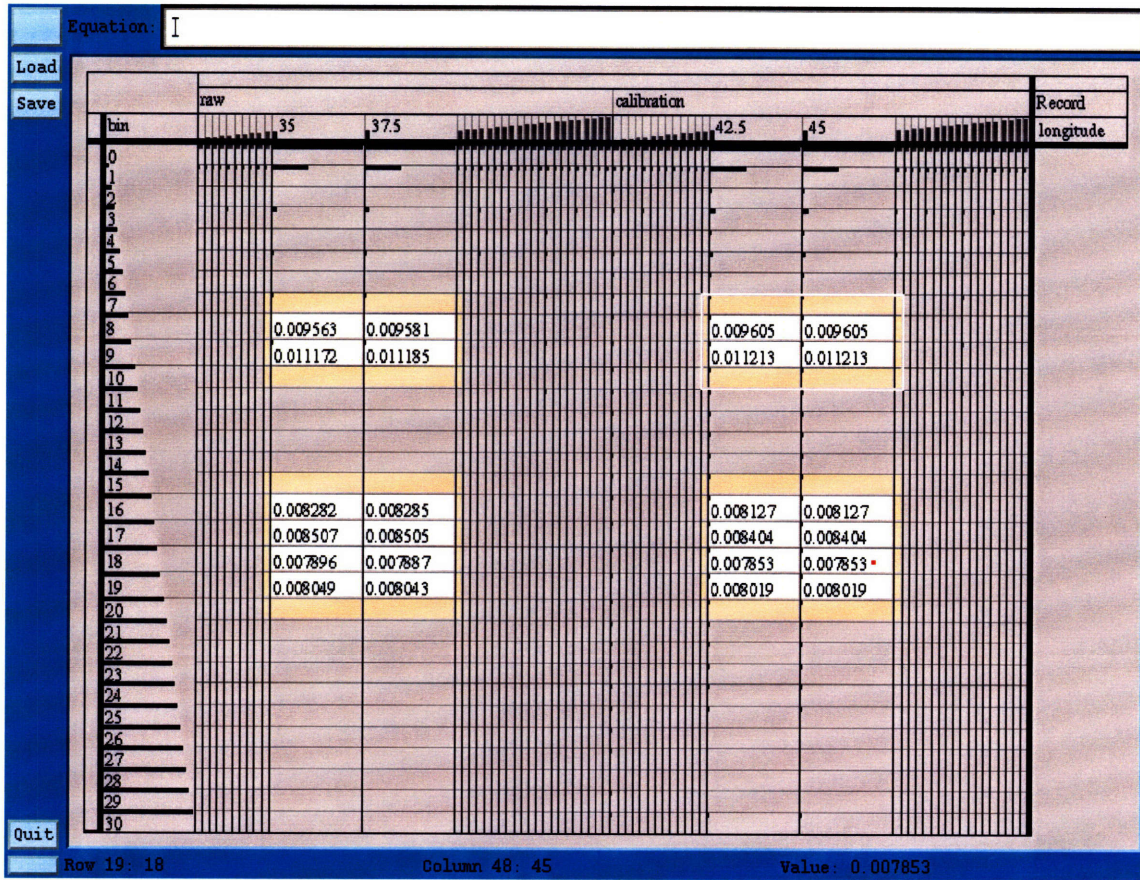 Equation:
Load
Save
raw calibration Record
bin 35 37.5 42.5 45 longitude
0
1
2
3
4
5
6
7
8 0.009563 0.009581 0.009605 0.009605
9 0.011172 0.011185 0.011213 0.011213
10
11
12
13
14
15
16 0.008282 0.008285 0.008127 0.008127
17 0.008507 0.008505 0.008404 0.008404
18 0.007896 0.007887 0.007853 0.007853
19 0.008049 0.008043 0.008019 0.008019
20
21
22
23
24
25
26
27
28
29
30
Quit
Row 19: 18 Column 48: 45 Value: 0.007853